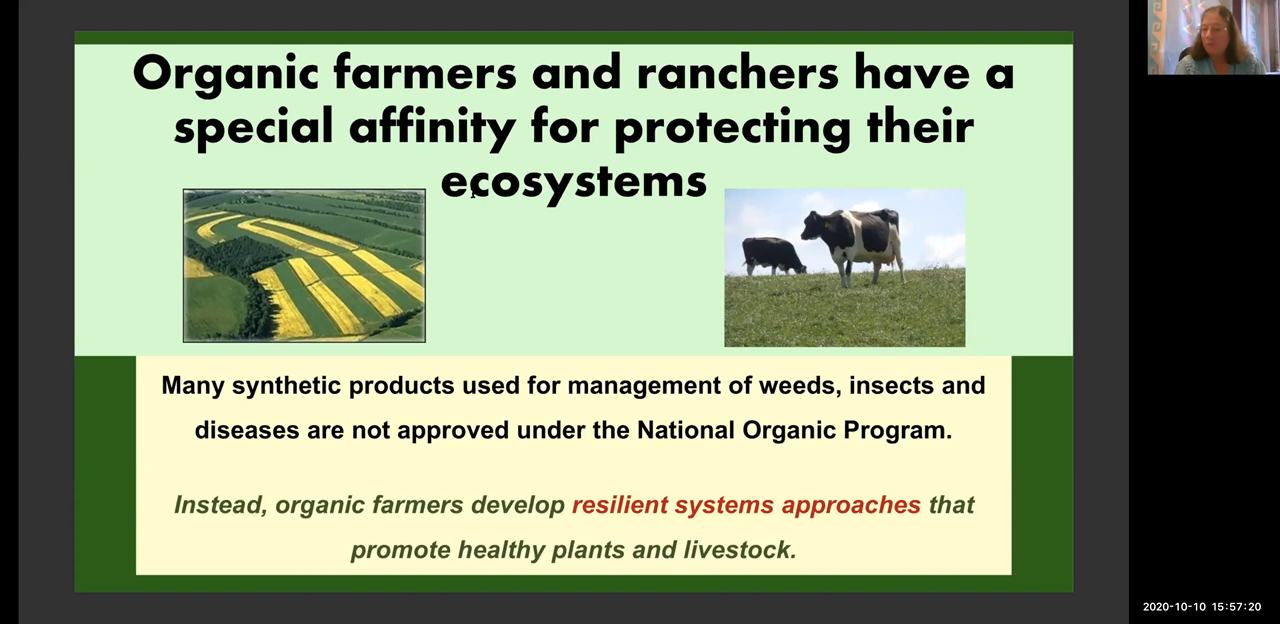 Organic farmers and ranchers have a
special affinity for protecting their
ecosystems
Many synthetic products used for management of weeds, insects and
diseases are not approved under the National Organic Program.
Instead, organic farmers develop resilient systems approaches that
promote healthy plants and livestock.
2020-10-10 15:57:20